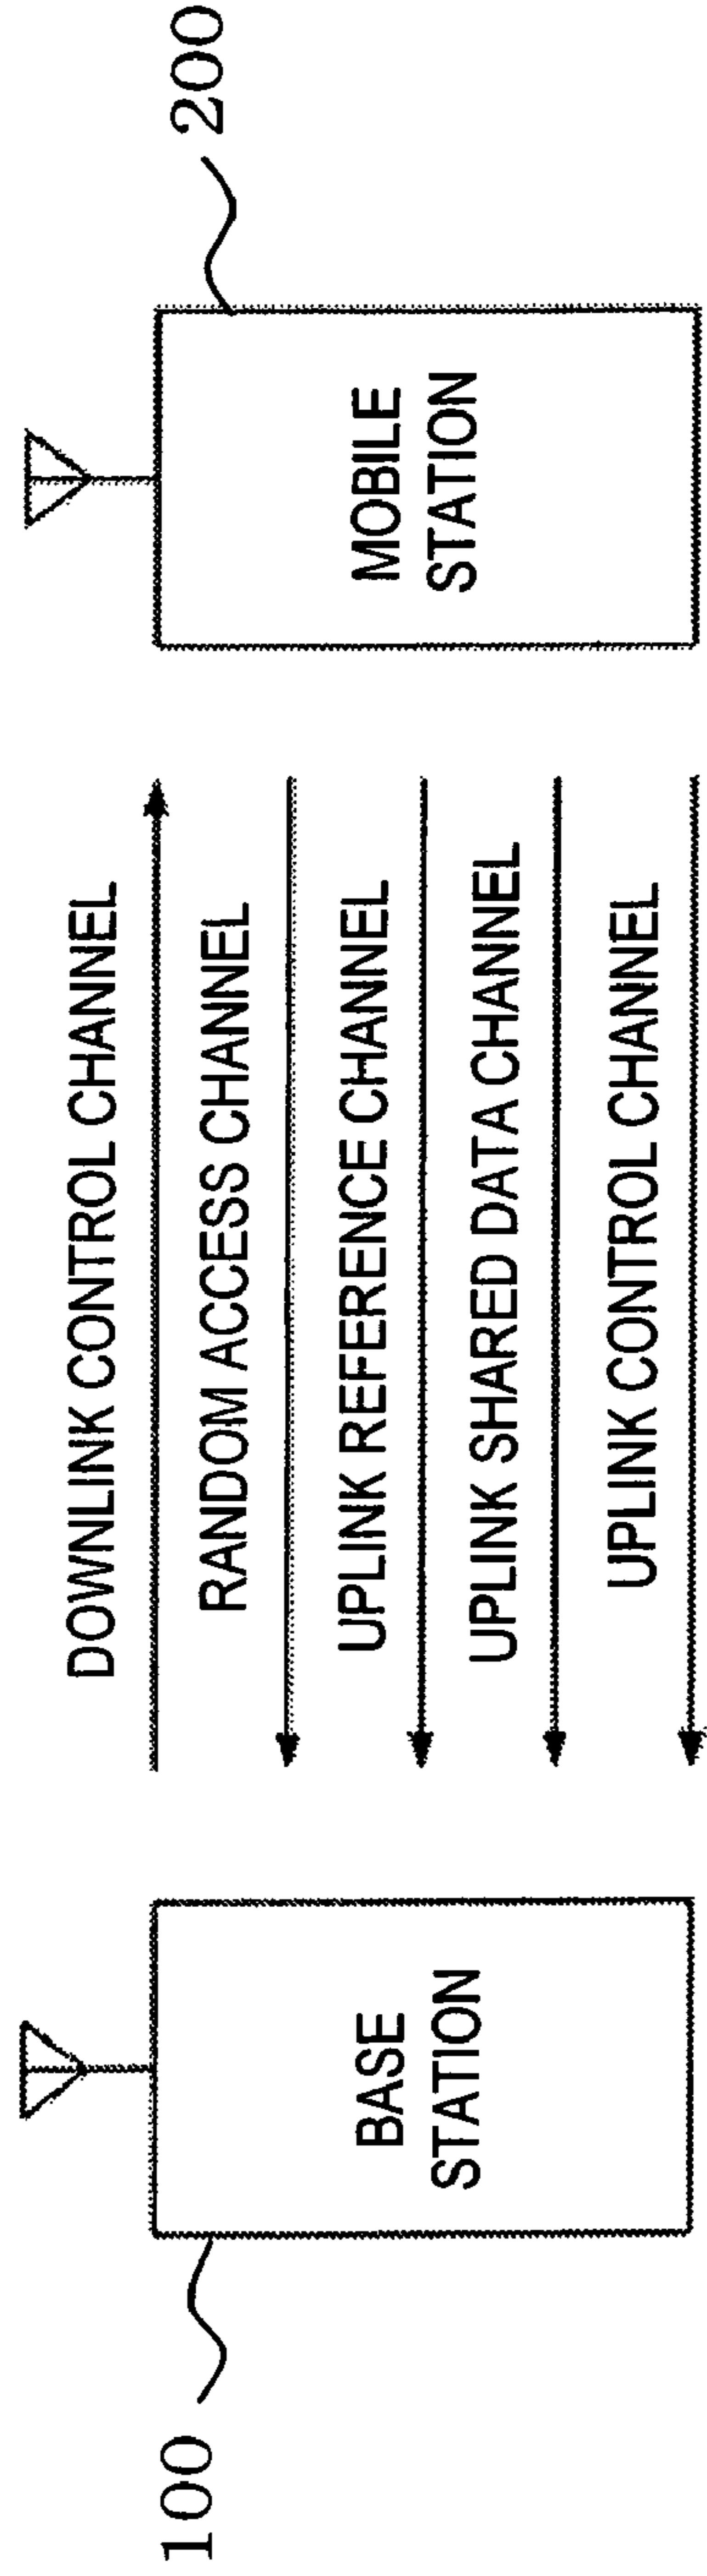 100
BASE
STATION
DOWNLINK CONTROL CHANNEL
RANDOM ACCESS CHANNEL
UPLINK REFERENCE CHANNEL
UPLINK SHARED DATA CHANNEL
UPLINK CONTROL CHANNEL
MOBILE
STATION
200